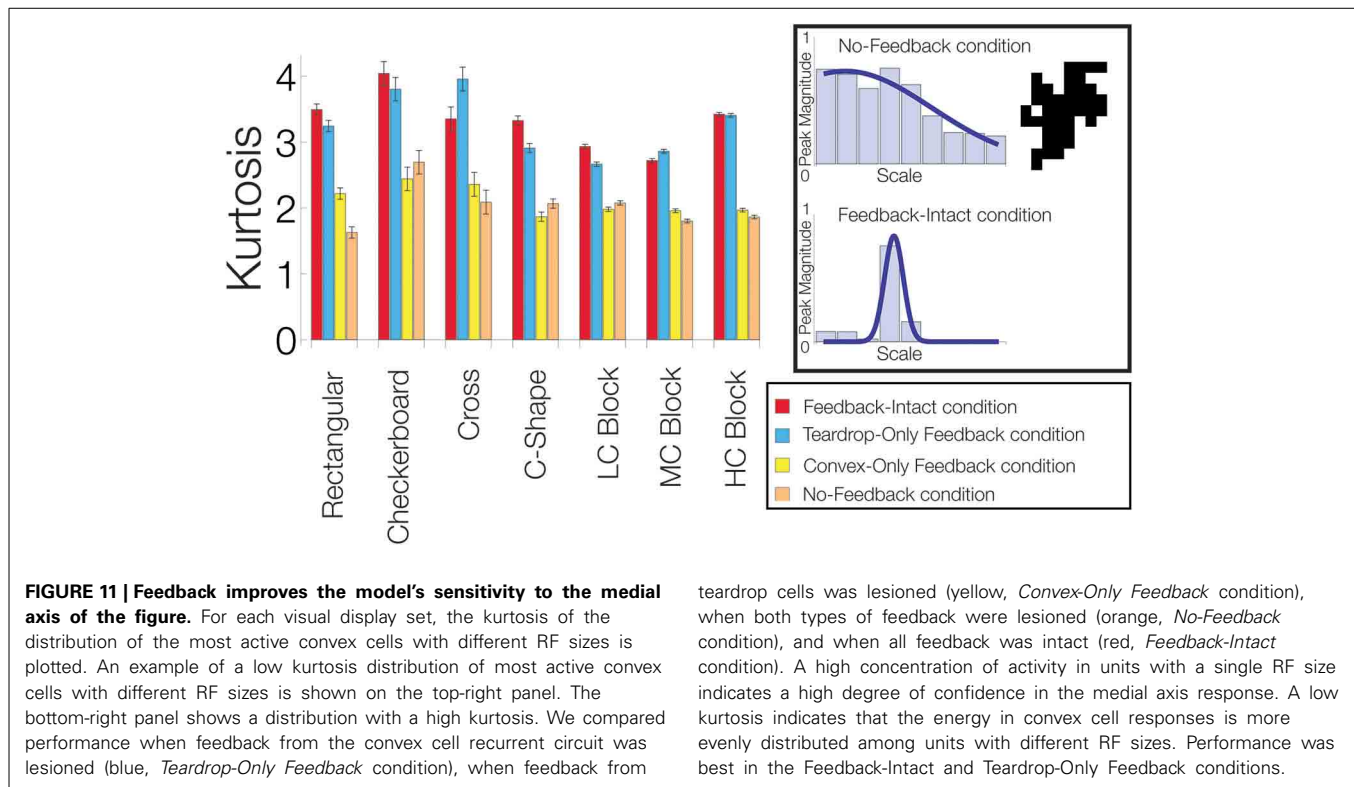 Kurtosis
4
3
2
1
0
Rectangular
Checkerboard
Cross
C-Shape
LC Block
MC Block
HC Block
No-Feedback condition
1
Peak Magnitude
0
Scale
Feedback-Intact condition
1
Peak Magnitude
0
Scale
Feedback-Intact condition
Teardrop-Only Feedback condition
Convex-Only Feedback condition
No-Feedback condition
FIGURE 11 | Feedback improves the model's sensitivity to the medial
axis of the figure. For each visual display set, the kurtosis of the
distribution of the most active convex cells with different RF sizes is
plotted. An example of a low kurtosis distribution of most active convex
cells with different RF sizes is shown on the top-right panel. The
bottom-right panel shows a distribution with a high kurtosis. We compared
performance when feedback from the convex cell recurrent circuit was
lesioned (blue, Teardrop-Only Feedback condition), when feedback from
teardrop cells was lesioned (yellow, Convex-Only Feedback condition),
when both types of feedback were lesioned (orange, No-Feedback
condition), and when all feedback was intact (red, Feedback-Intact
condition). A high concentration of activity in units with a single RF size
indicates a high degree of confidence in the medial axis response. A low
kurtosis indicates that the energy in convex cell responses is more
evenly distributed among units with different RF sizes. Performance was
best in the Feedback-Intact and Teardrop-Only Feedback conditions.